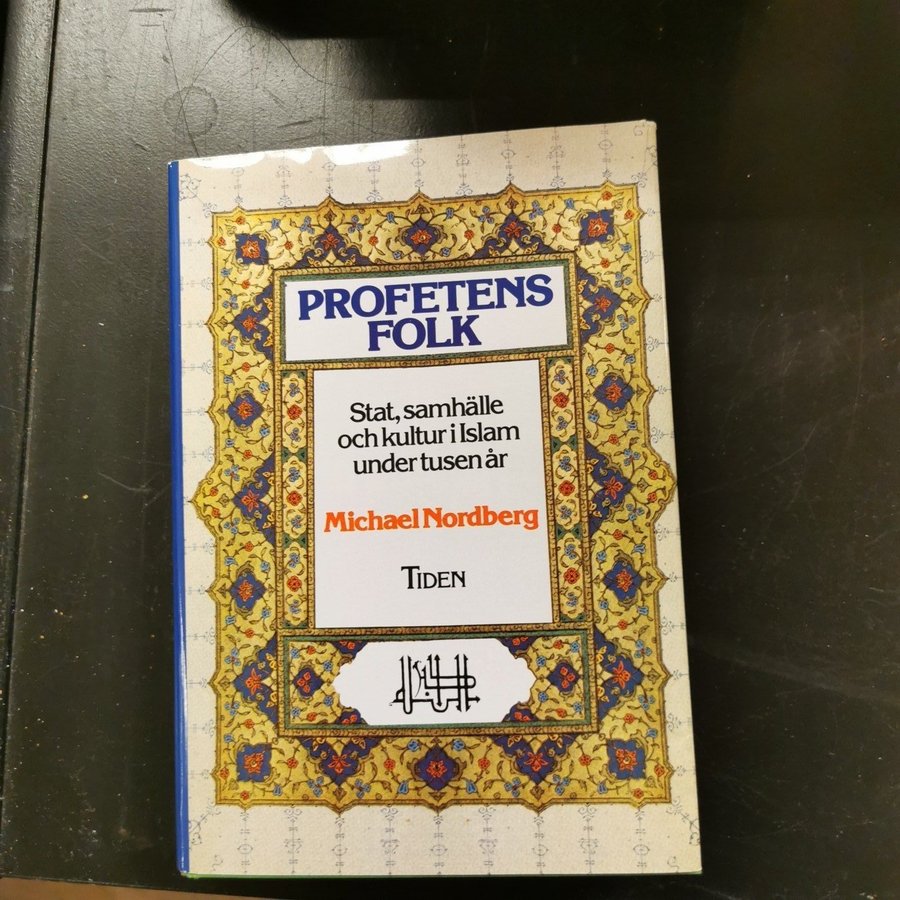 PROFETENS
FOLK
Stat, samhälle
och kultur i Islam
under tusen år
Michael Nordberg
TIDEN